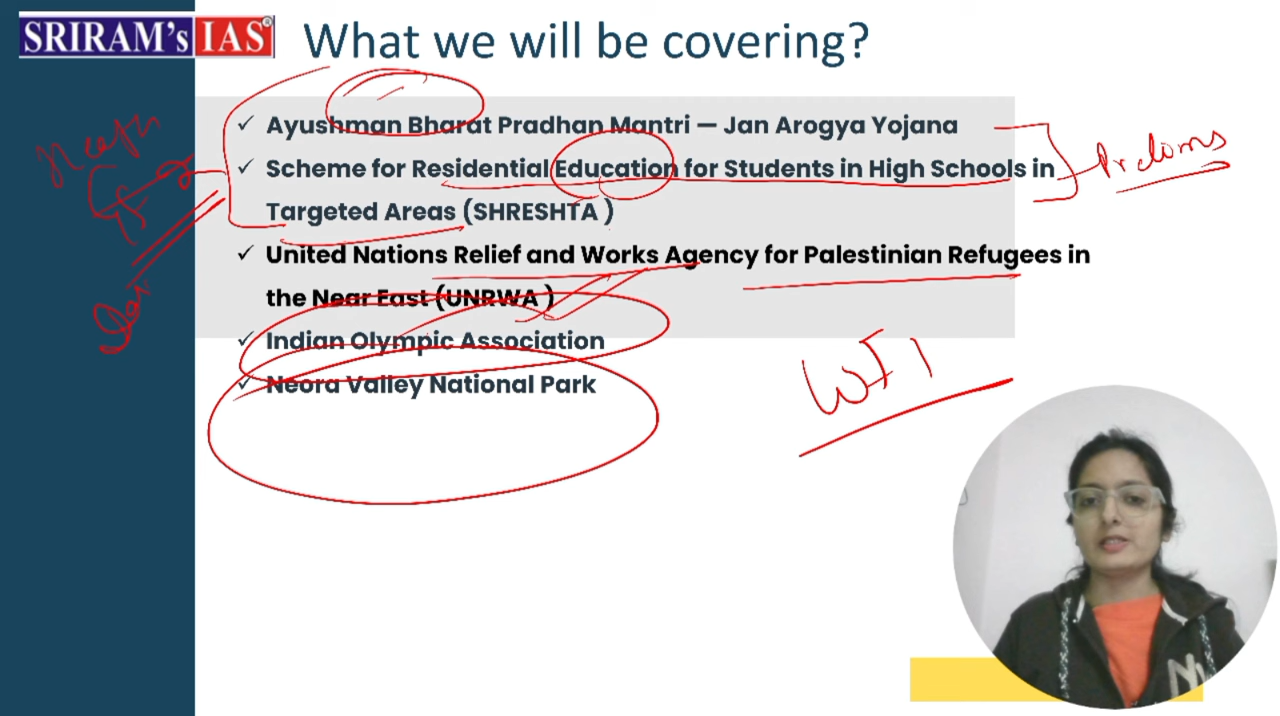 SRIRAM's IAS
What we will be covering?
✓ Ayushman Bharat Pradhan Mantri — Jan Arogya Yojana
✓ Scheme for Residential Education for Students in High Schools in
Targeted Areas (SHRESHTA )
✓ United Nations Relief and Works Agency for Palestinian Refugees in
the Near East (UNRWA )
✓ Indian Olympic Association
✓ Neora Valley National Park